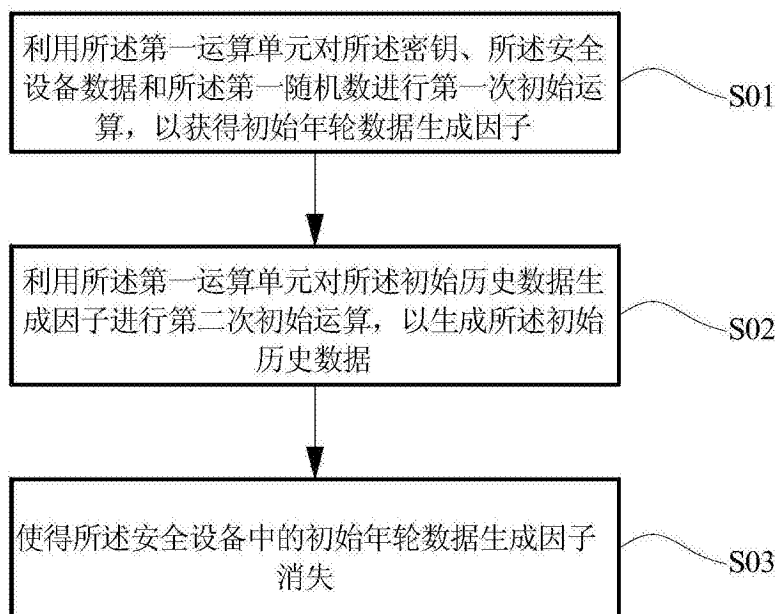 利用所述第一运算单元对所述密钥、所述安全
设备数据和所述第一随机数进行第一次初始运
算，以获得初始年轮数据生成因子
S01
利用所述第一运算单元对所述初始历史数据生
成因子进行第二次初始运算，以生成所述初始
历史数据
S02
使得所述安全设备中的初始年轮数据生成因子
消失
S03